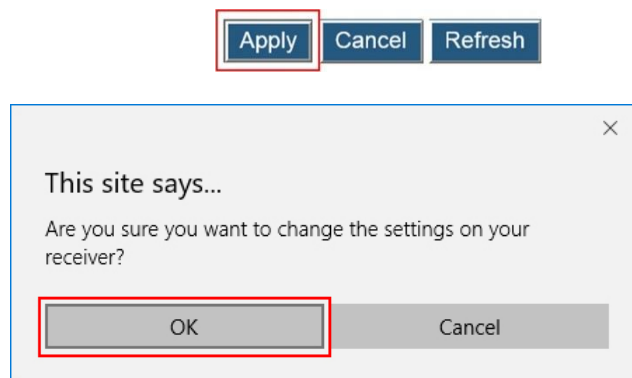 Apply Cancel Refresh
This site says...
Are you sure you want to change the settings on your
receiver?
OK Cancel